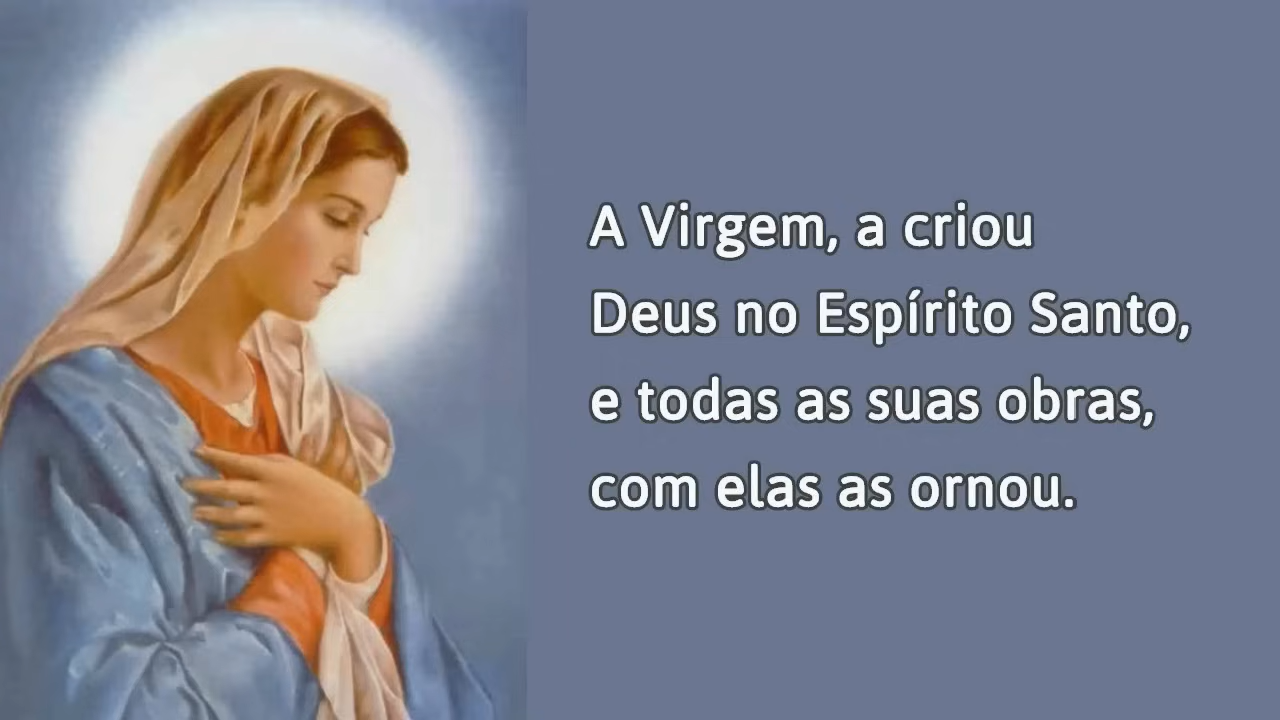 A Virgem, a criou
Deus no Espírito Santo,
e todas as suas obras,
com elas as ornou.